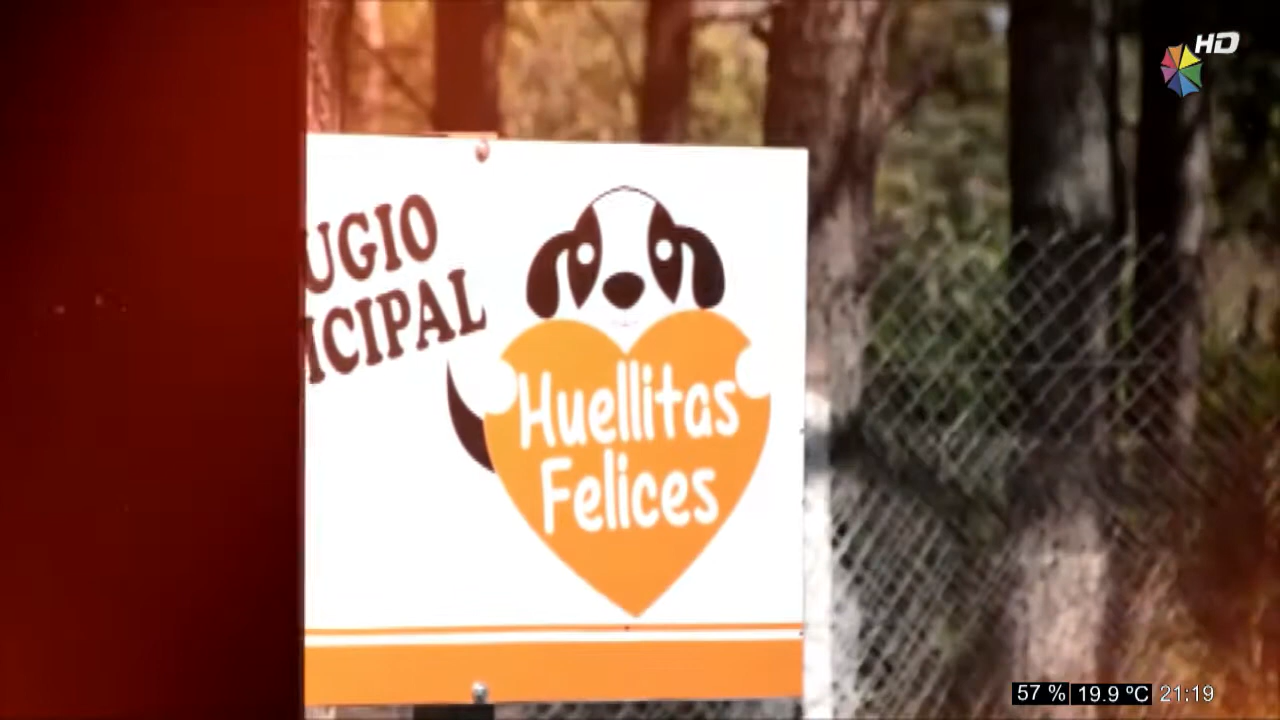 HD
UGIO
ICIPAL
Huellitas
Felices
57 % 19.9 ºC 21:19